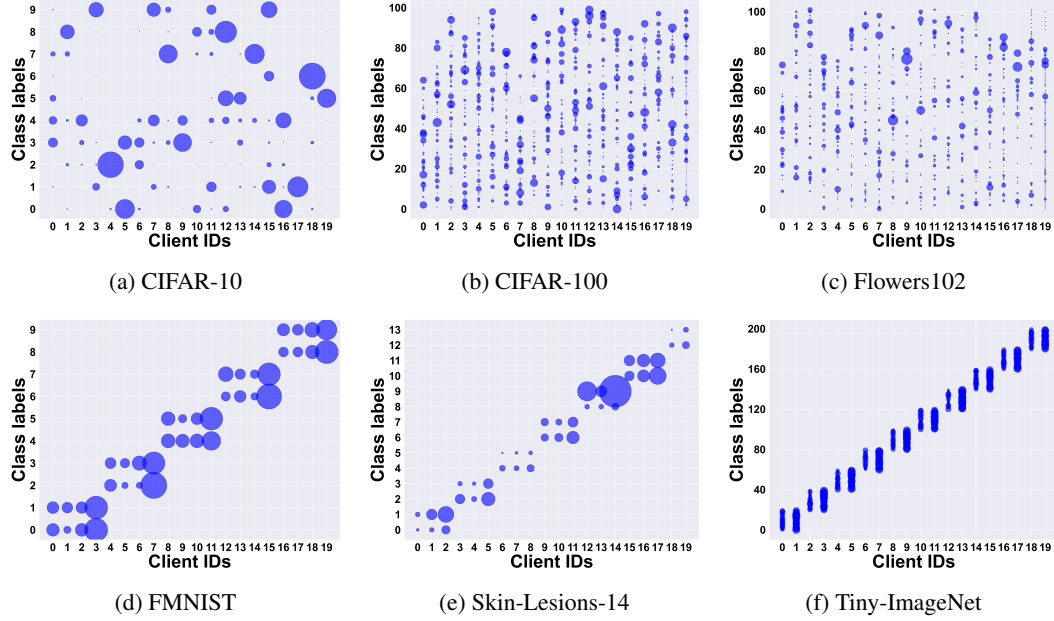 Class labels
9
8
7
6
5
4
3
2
1
0
0 1 2 3 4 5 6 7 8 9 10 11 12 13 14 15 16 17 18 19
Client IDs
(a) CIFAR-10
Class labels
100
80
60
40
20
0
0 1 2 3 4 5 6 7 8 9 10 11 12 13 14 15 16 17 18 19
Client IDs
(b) CIFAR-100
Class labels
100
80
60
40
20
0
0 1 2 3 4 5 6 7 8 9 10 11 12 13 14 15 16 17 18 19
Client IDs
(c) Flowers102
Class labels
9
8
7
6
5
4
3
2
1
0
0 1 2 3 4 5 6 7 8 9 10 11 12 13 14 15 16 17 18 19
Client IDs
(d) FMNIST
Class labels
13
12
11
10
9
8
7
6
5
4
3
2
1
0
0 1 2 3 4 5 6 7 8 9 10 11 12 13 14 15 16 17 18 19
Client IDs
(e) Skin-Lesions-14
Class labels
200
160
120
80
40
0
0 1 2 3 4 5 6 7 8 9 10 11 12 13 14 15 16 17 18 19
Client IDs
(f) Tiny-ImageNet